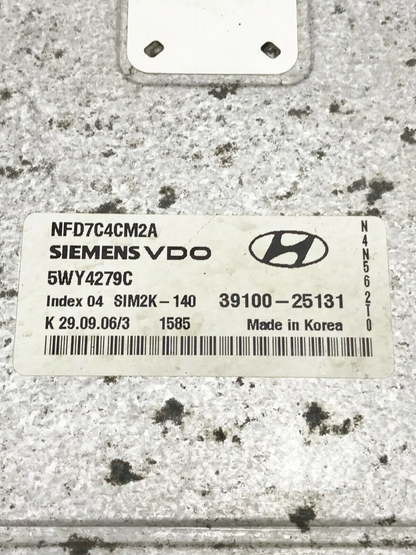 NFD7C4CM2A
SIEMENS VDO
5WY4279C
Index 04 SIM2K-140 39100-25131
K 29.09.06/3 1585 Made in Korea
N4N562T0